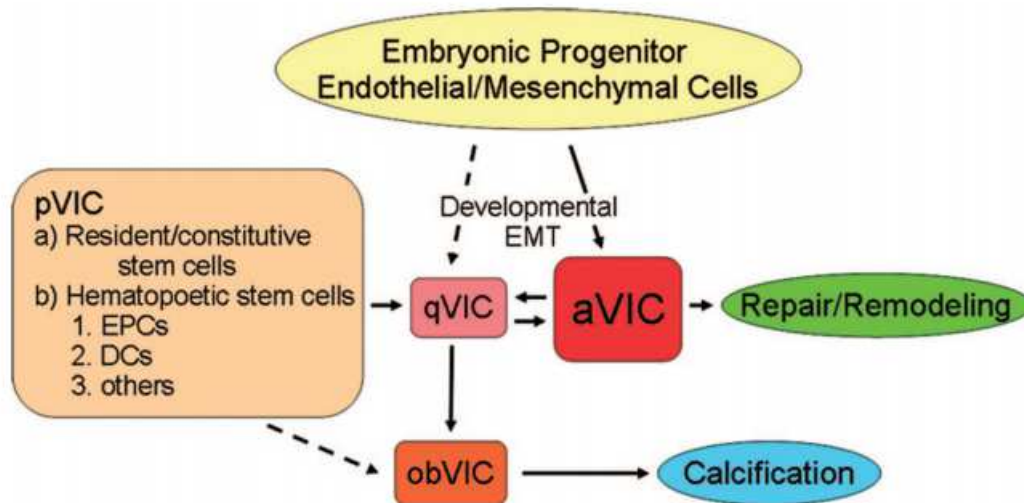 Embryonic Progenitor
Endothelial/Mesenchymal Cells
Developmental
EMT
pVIC
a) Resident/constitutive
stem cells
b) Hematopoetic stem cells
1. EPCs
2. DCs
3. others
qVIC
aVIC
Repair/Remodeling
obVIC
Calcification